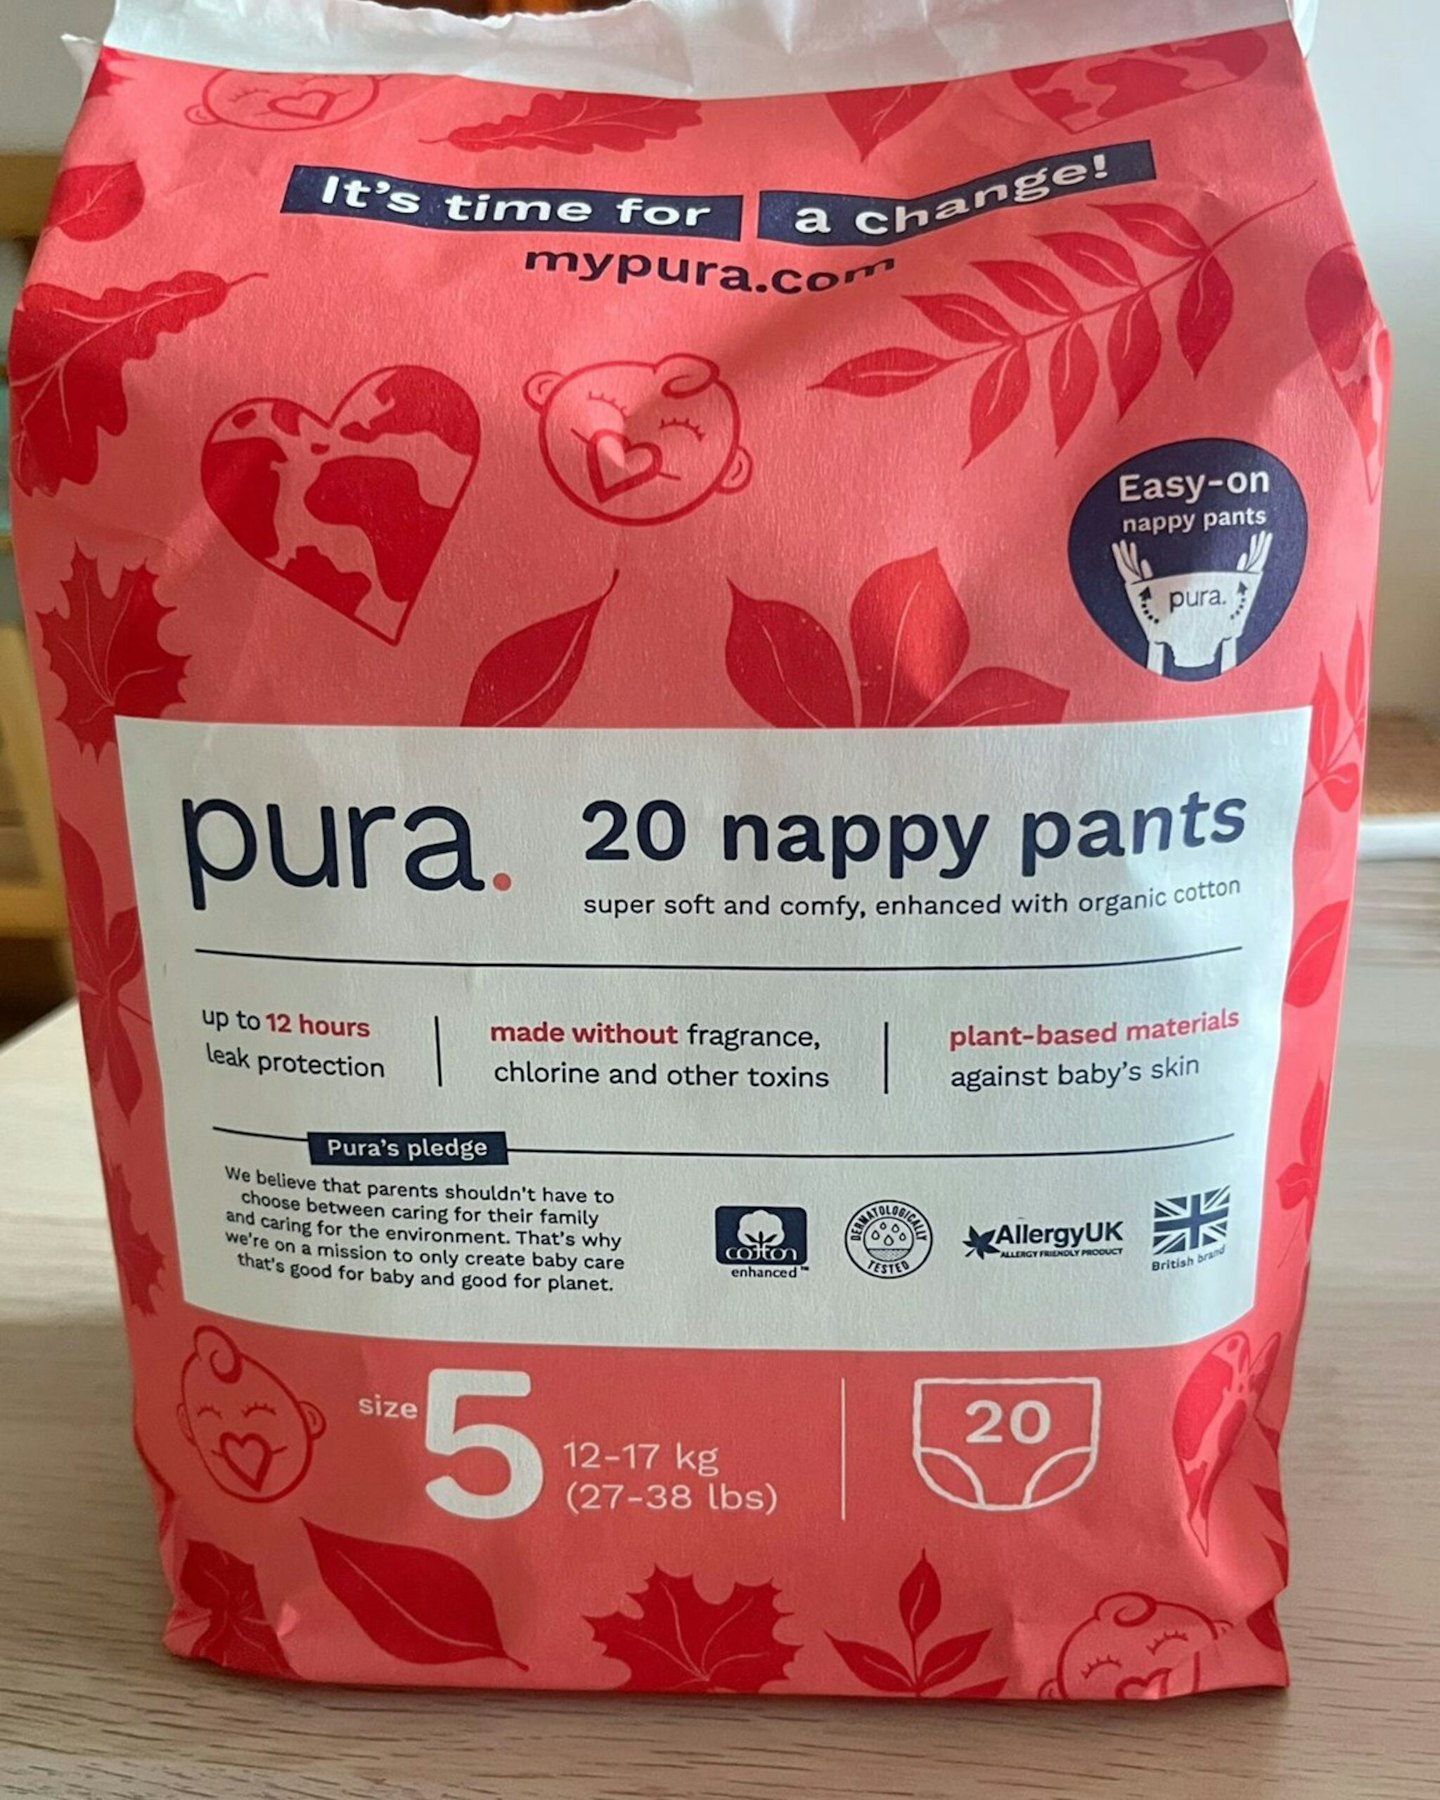 It's time for a change!
mypura.com
Easy-on
nappy pants
pura.
pura.
20 nappy pants
super soft and comfy, enhanced with organic cotton
up to 12 hours
leak protection
made without fragrance,
chlorine and other toxins
plant-based materials
against baby's skin
Pura's pledge
We believe that parents shouldn't have to
choose between caring for their family
and caring for the environment. That's why
we're on a mission to only create baby care
that's good for baby and good for planet.
cotton
enhanced™
DERMATOLOGICALLY
TESTED
AllergyUK
ALLERGY FRIENDLY PRODUCT
British brand
size 5
12-17 kg
(27-38 lbs)
20